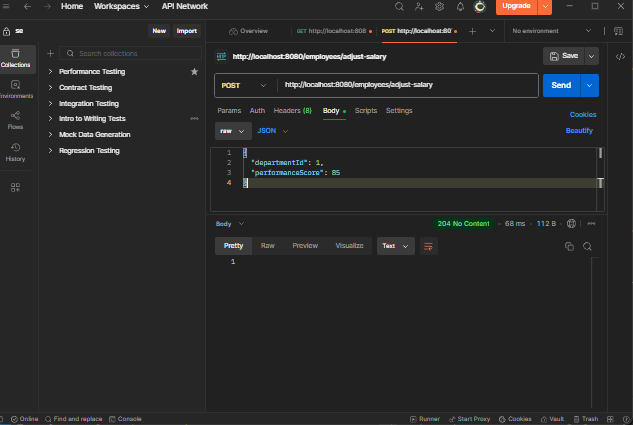 Home Workspaces API Network Upgrade
se New Import Overview GET http://localhost:808 POST http://localhost:80 No environment
Collections Search collections http://localhost:8080/employees/adjust-salary Save
Performance Testing
Environments Contract Testing POST http://localhost:8080/employees/adjust-salary Send
Integration Testing
Flows Intro to Writing Tests Params Auth Headers (8) Body Scripts Settings Cookies
Mock Data Generation raw JSON Beautify
History Regression Testing
1 {
2 "departmentId": 1,
3 "performanceScore": 85
4 }
Body 204 No Content 68 ms 112 B
Pretty Raw Preview Visualize Text
1
Online Find and replace Console Runner Start Proxy Cookies Vault Trash